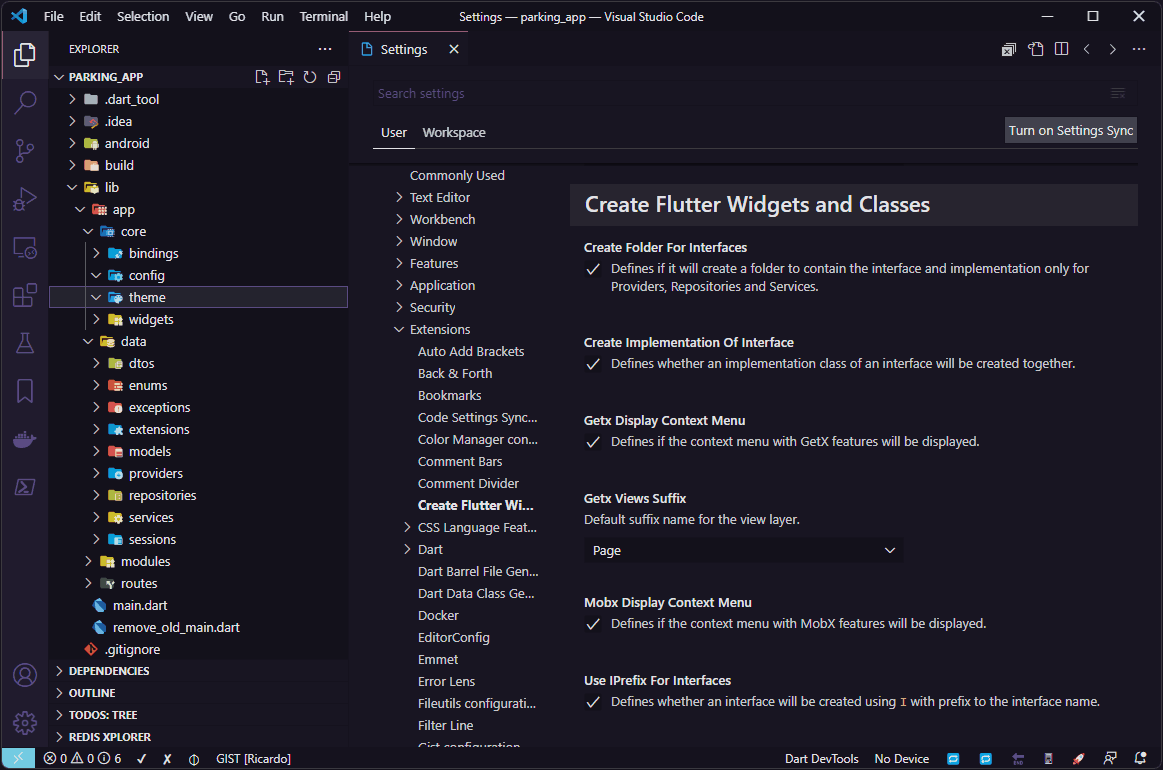 File Edit Selection View Go Run Terminal Help Settings — parking_app — Visual Studio Code
EXPLORER
PARKING_APP
.dart_tool
.idea
android
build
lib
app
core
bindings
config
theme
widgets
data
dtos
enums
exceptions
extensions
models
providers
repositories
services
sessions
modules
routes
main.dart
remove_old_main.dart
.gitignore
DEPENDENCIES
OUTLINE
TODOS: TREE
REDIS XPLORER
Settings
Search settings
User Workspace
Turn on Settings Sync
Commonly Used
Text Editor
Workbench
Window
Features
Application
Security
Extensions
Auto Add Brackets
Back & Forth
Bookmarks
Code Settings Sync...
Color Manager con...
Comment Bars
Comment Divider
Create Flutter Wi...
CSS Language Feat...
Dart
Dart Barrel File Gen...
Dart Data Class Ge...
Docker
EditorConfig
Emmet
Error Lens
Fileutils configurati...
Filter Line
Gist configuration
Create Flutter Widgets and Classes
Create Folder For Interfaces
Defines if it will create a folder to contain the interface and implementation only for
Providers, Repositories and Services.
Create Implementation Of Interface
Defines whether an implementation class of an interface will be created together.
Getx Display Context Menu
Defines if the context menu with GetX features will be displayed.
Getx Views Suffix
Default suffix name for the view layer.
Page
Mobx Display Context Menu
Defines if the context menu with MobX features will be displayed.
Use IPrefix For Interfaces
Defines whether an interface will be created using I with prefix to the interface name.
0 0 6 GIST [Ricardo] Dart DevTools No Device